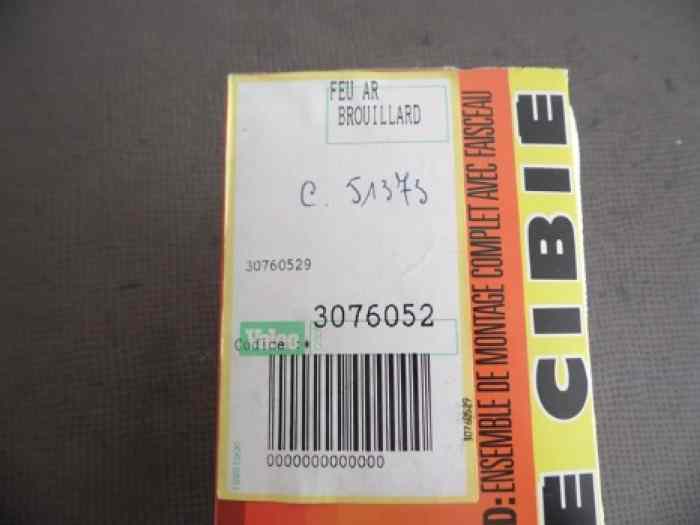 FEU AR
BROUILLARD
C. 51373
30760529
3076052
Valeo
Codice :*
0000000000000
30760529
D: ENSEMBLE DE MONTAGE COMPLET AVEC FAISCEAU
E CIBIE